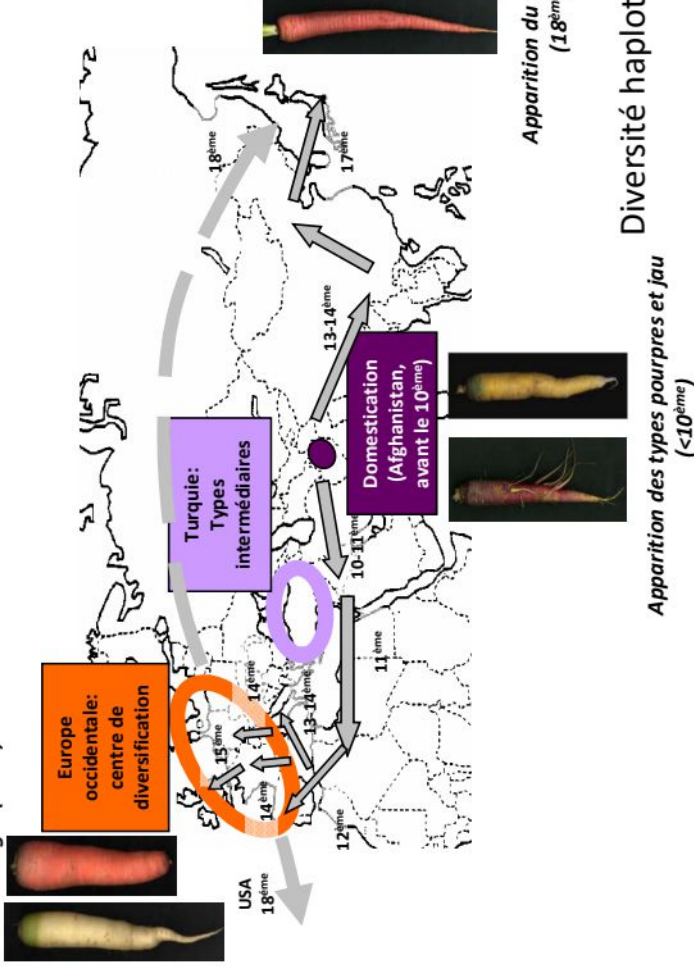 Europe
occidentale:
centre de
diversification
Turquie:
Types
intermédiaires
USA
18ème
15ème
14ème
14ème
13-14ème
12ème
11ème
10-11ème
13-14ème
18ème
17ème
Domestication
(Afghanistan,
avant le 10ème)
Apparition des types pourpres et jau
(<10ème)
Apparition du
(18è
Diversité haplot